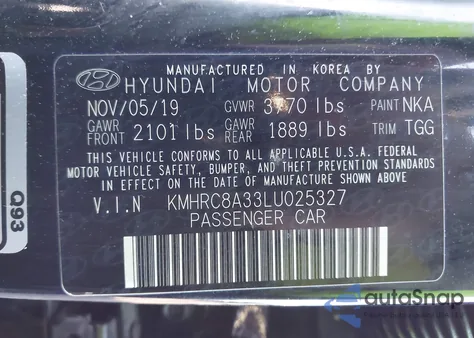 MANUFACTURED IN KOREA BY
HYUNDAI MOTOR COMPANY
NOV/05/19 GVWR 3770 lbs PAINT NKA
GAWR FRONT 2101 lbs GAWR REAR 1889 lbs TRIM TGG
THIS VEHICLE CONFORMS TO ALL APPLICABLE U.S.A. FEDERAL
MOTOR VEHICLE SAFETY, BUMPER, AND THEFT PREVENTION STANDARDS
IN EFFECT ON THE DATE OF MANUFACTURE SHOWN ABOVE
V.I.N KMHRC8A33LU025327
PASSENGER CAR
Q93
autoSnap